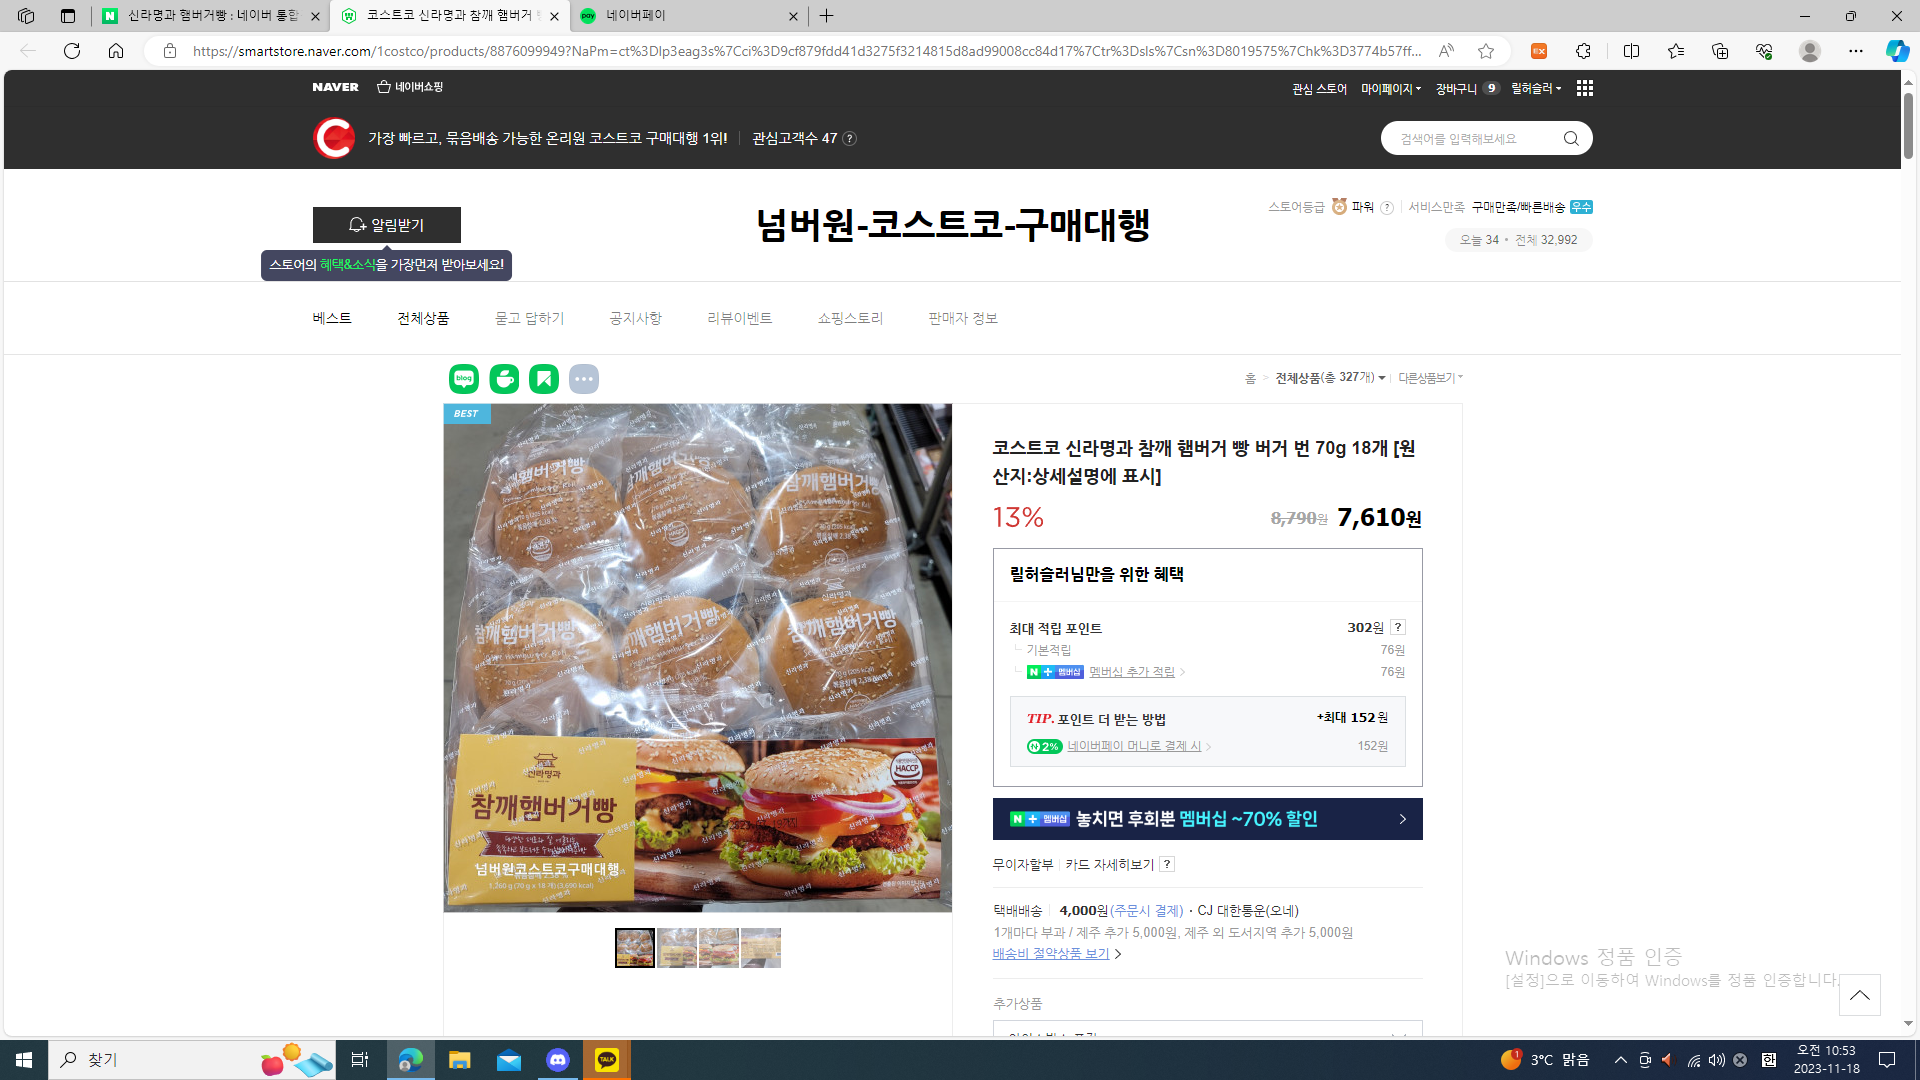 신라명과 햄버거빵 : 네이버 통합
코스트코 신라명과 참깨 햄버거 빵
네이버페이
https://smartstore.naver.com/1costco/products/8876099949?NaPm=ct%3Dlp3eag3s%7Cci%3D9cf879fdd41d3275f3214815d8ad99008cc84d17%7Ctr%3Dsls%7Csn%3D8019575%7Chk%3D3774b57ff...
NAVER 네이버쇼핑
관심 스토어 마이페이지 장바구니 9 릴허슬러
가장 빠르고, 묶음배송 가능한 온리원 코스트코 구매대행 1위! 관심고객수 47 ?
검색어를 입력해보세요
알림받기
스토어의 혜택&소식을 가장먼저 받아보세요!
넘버원-코스트코-구매대행
스토어등급 파워 ? 서비스만족 구매만족/빠른배송 우수
오늘 34 • 전체 32,992
베스트 전체상품 묻고 답하기 공지사항 리뷰이벤트 쇼핑스토리 판매자 정보
blog
홈 > 전체상품(총 327개) 다른상품보기
BEST
신라명과
참깨햄버거빵
HACCP
넘버원코스트코구매대행
1,260 g (70 g x 18 개) (3,690 kcal)
코스트코 신라명과 참깨 햄버거 빵 버거 번 70g 18개 [원
산지:상세설명에 표시]
13% 8,790원 7,610원
릴허슬러님만을 위한 혜택
최대 적립 포인트 302원 ?
기본적립 76원
N+ 멤버십 멤버십 추가 적립 > 76원
TIP. 포인트 더 받는 방법 +최대 152 원
N 2% 네이버페이 머니로 결제 시 > 152원
N+ 멤버십 놓치면 후회뿐 멤버십 ~70% 할인 >
무이자할부 카드 자세히보기 ?
택배배송 4,000원(주문시 결제) · CJ 대한통운(오네)
1개마다 부과 / 제주 추가 5,000원, 제주 외 도서지역 추가 5,000원
배송비 절약상품 보기 >
추가상품
Windows 정품 인증
[설정]으로 이동하여 Windows를 정품 인증합니다.
찾기
TALK
1 3°C 맑음
한
오전 10:53
2023-11-18